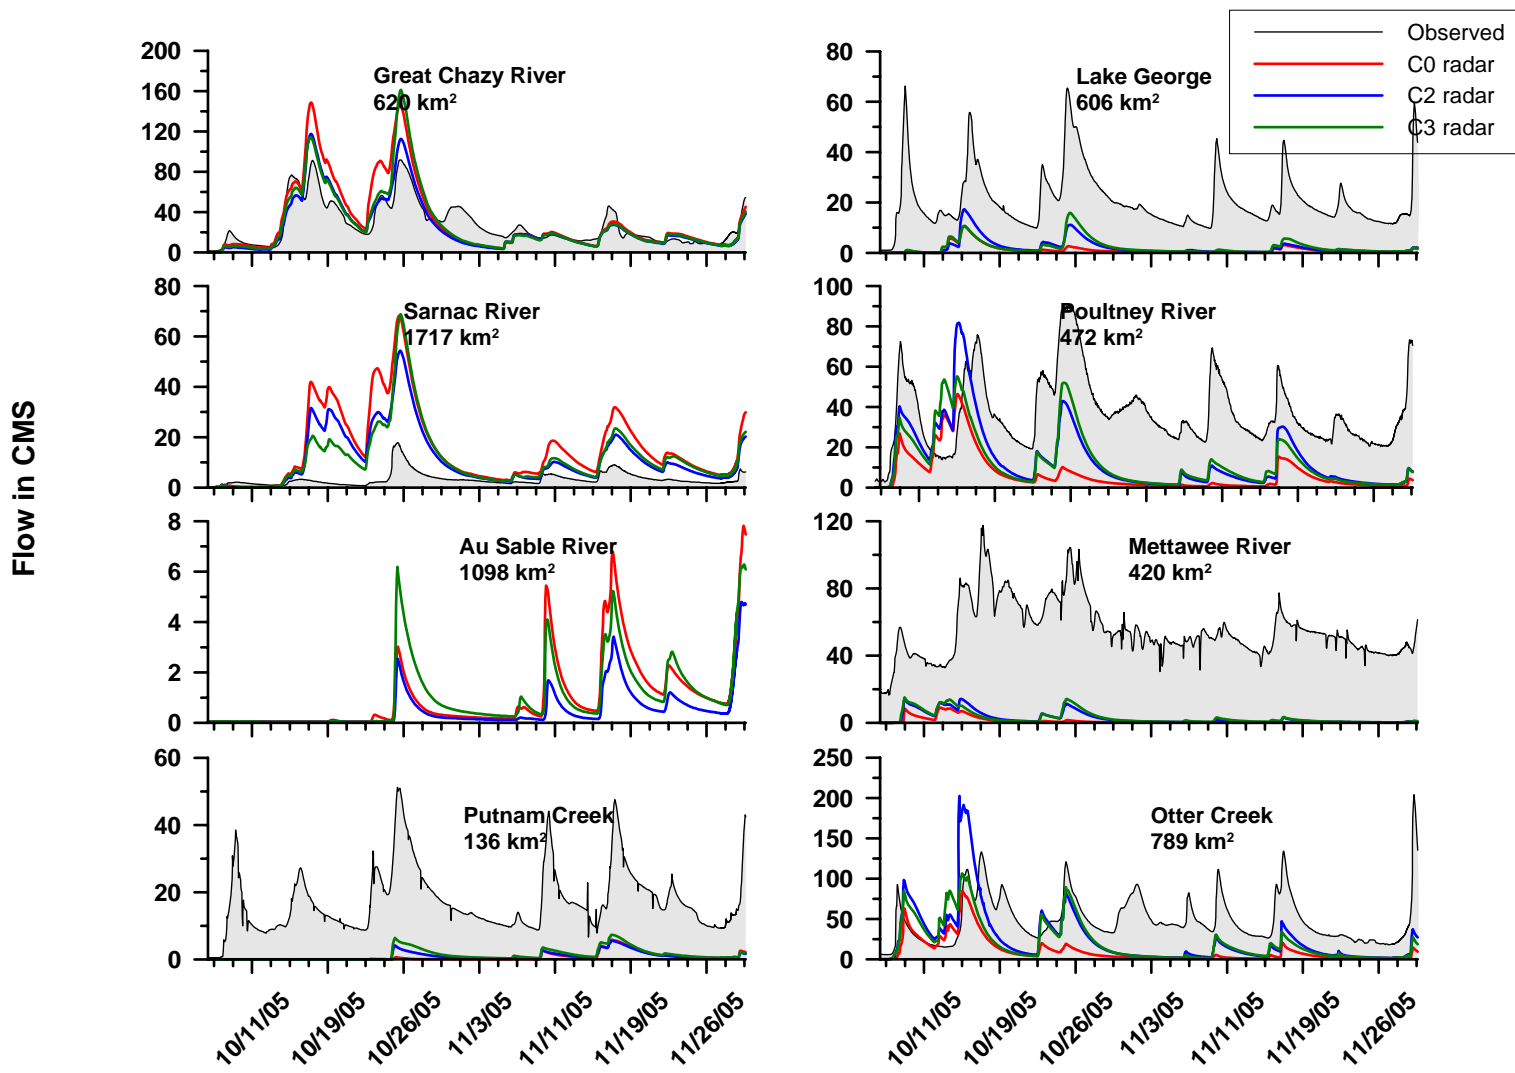 Flow in CMS
200
160
120
80
40
0
Great Chazy River
620 km²
80
60
40
20
0
Lake George
606 km²
Observed
C0 radar
C2 radar
C3 radar
80
60
40
20
0
Sarnac River
1717 km²
100
80
60
40
20
0
Poultney River
472 km²
8
6
4
2
0
Au Sable River
1098 km²
120
80
40
0
Mettawee River
420 km²
60
40
20
0
Putnam Creek
136 km²
10/11/05
10/19/05
10/26/05
11/3/05
11/11/05
11/19/05
11/26/05
250
200
150
100
50
0
Otter Creek
789 km²
10/11/05
10/19/05
10/26/05
11/3/05
11/11/05
11/19/05
11/26/05